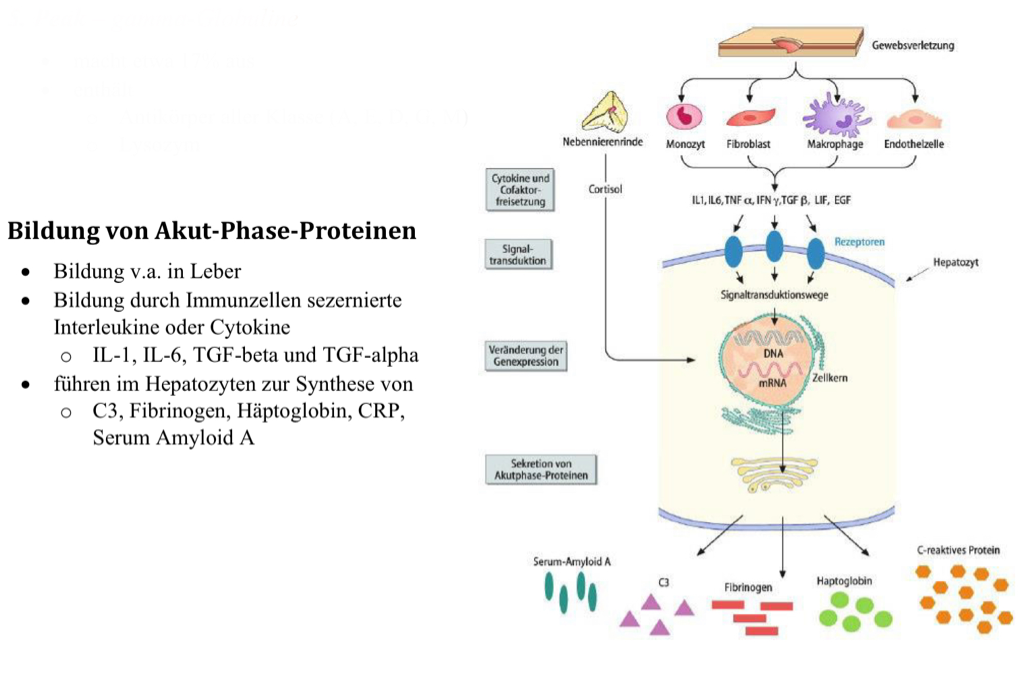 Bildung von Akut-Phase-Proteinen
• Bildung v.a. in Leber
• Bildung durch Immunzellen sezernierte
Interleukine oder Cytokine
o IL-1, IL-6, TGF-beta und TGF-alpha
• führen im Hepatozyten zur Synthese von
o C3, Fibrinogen, Häptoglobin, CRP,
Serum Amyloid A
Gewebsverletzung
Nebennierenrinde
Monozyt
Fibroblast
Makrophage
Endothelzelle
Cytokine und
Cofaktor-
freisetzung
Cortisol
IL1, IL6, TNF α, IFN γ, TGF β, LIF, EGF
Signal-
transduktion
Rezeptoren
Hepatozyt
Signaltransduktionswege
Veränderung der
Genexpression
DNA
mRNA
Zellkern
Sekretion von
Akutphase-Proteinen
Serum-Amyloid A
C3
Fibrinogen
Haptoglobin
C-reaktives Protein